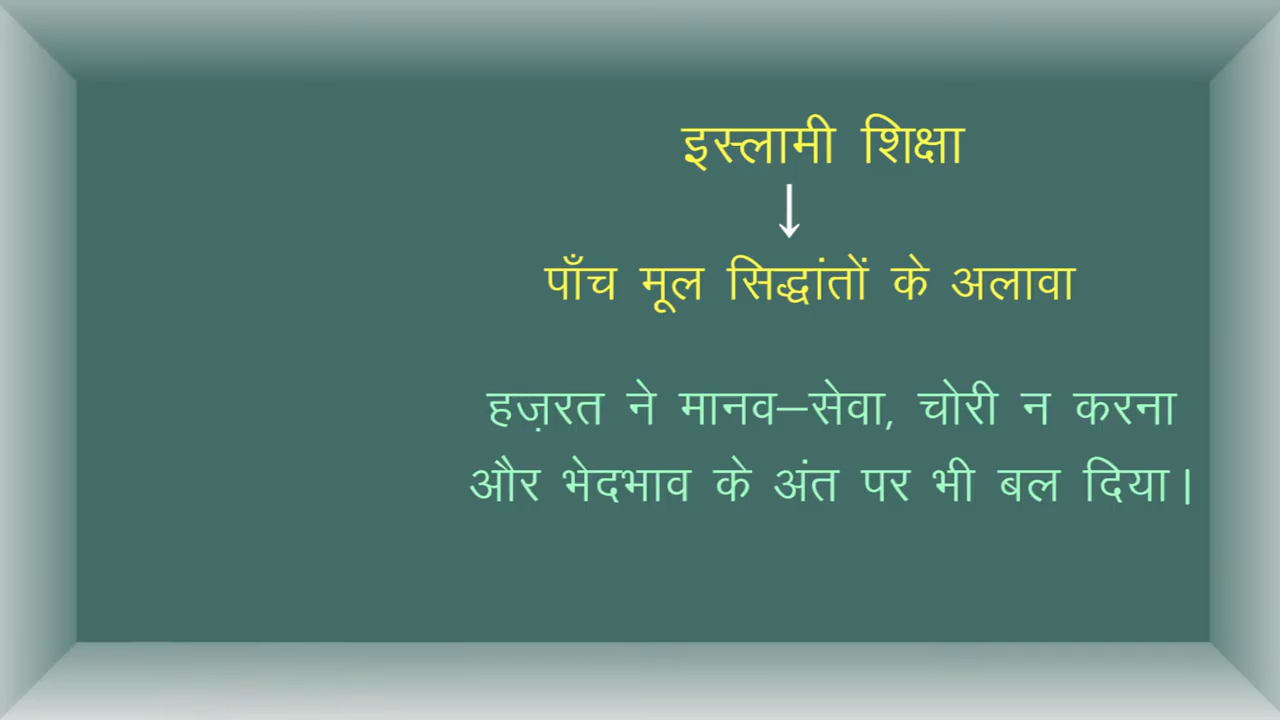 इस्लामी शिक्षा
↓
पाँच मूल सिद्धांतों के अलावा
हज़रत ने मानव–सेवा, चोरी न करना
और भेदभाव के अंत पर भी बल दिया।